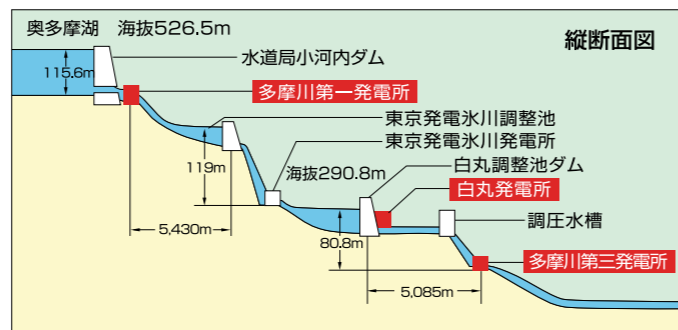 奥多摩湖 海抜526.5m
縦断面図
水道局小河内ダム
115.6m
多摩川第一発電所
東京発電氷川調整池
東京発電氷川発電所
119m
海抜290.8m
白丸調整池ダム
白丸発電所
調圧水槽
5,430m
80.8m
多摩川第三発電所
5,085m